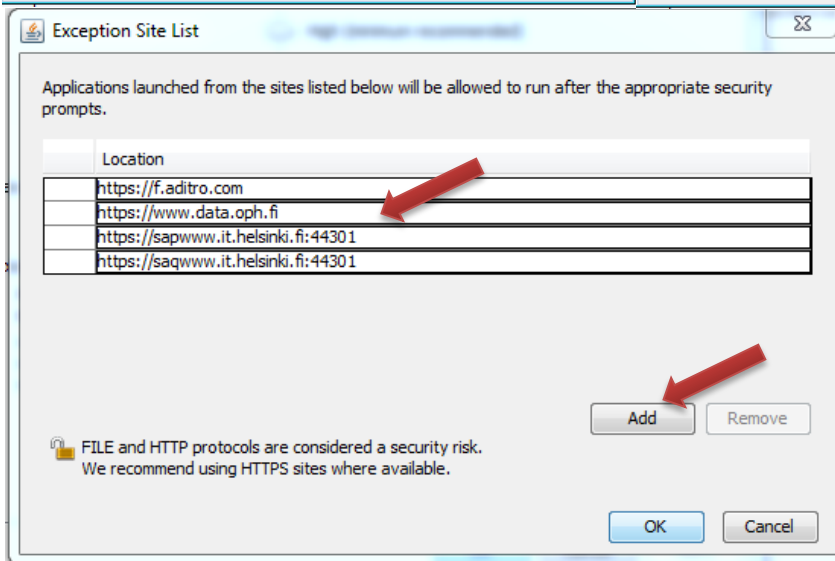 Exception Site List
Applications launched from the sites listed below will be allowed to run after the appropriate security
prompts.
Location
https://f.aditro.com
https://www.data.oph.fi
https://sapwww.it.helsinki.fi:44301
https://saqwww.it.helsinki.fi:44301
Add Remove
FILE and HTTP protocols are considered a security risk.
We recommend using HTTPS sites where available.
OK Cancel